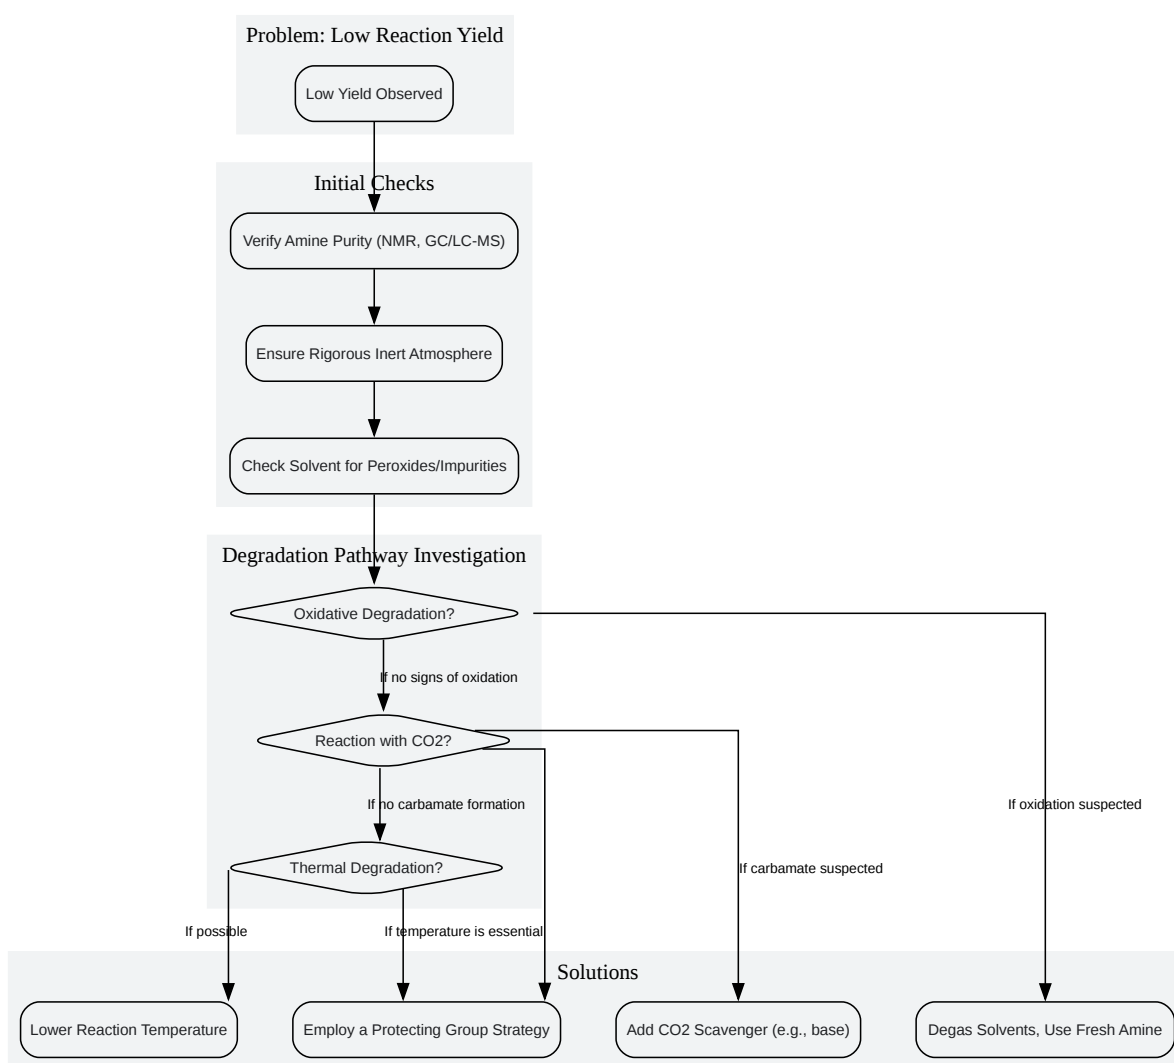 Problem: Low Reaction Yield
Low Yield Observed
Initial Checks
Verify Amine Purity (NMR, GC/LC-MS)
Ensure Rigorous Inert Atmosphere
Check Solvent for Peroxides/Impurities
Degradation Pathway Investigation
Oxidative Degradation?
If no signs of oxidation
Reaction with CO2?
If no carbamate formation
If oxidation suspected
Thermal Degradation?
If carbamate suspected
If possible
If temperature is essential
Solutions
Lower Reaction Temperature
Employ a Protecting Group Strategy
Add CO2 Scavenger (e.g., base)
Degas Solvents, Use Fresh Amine